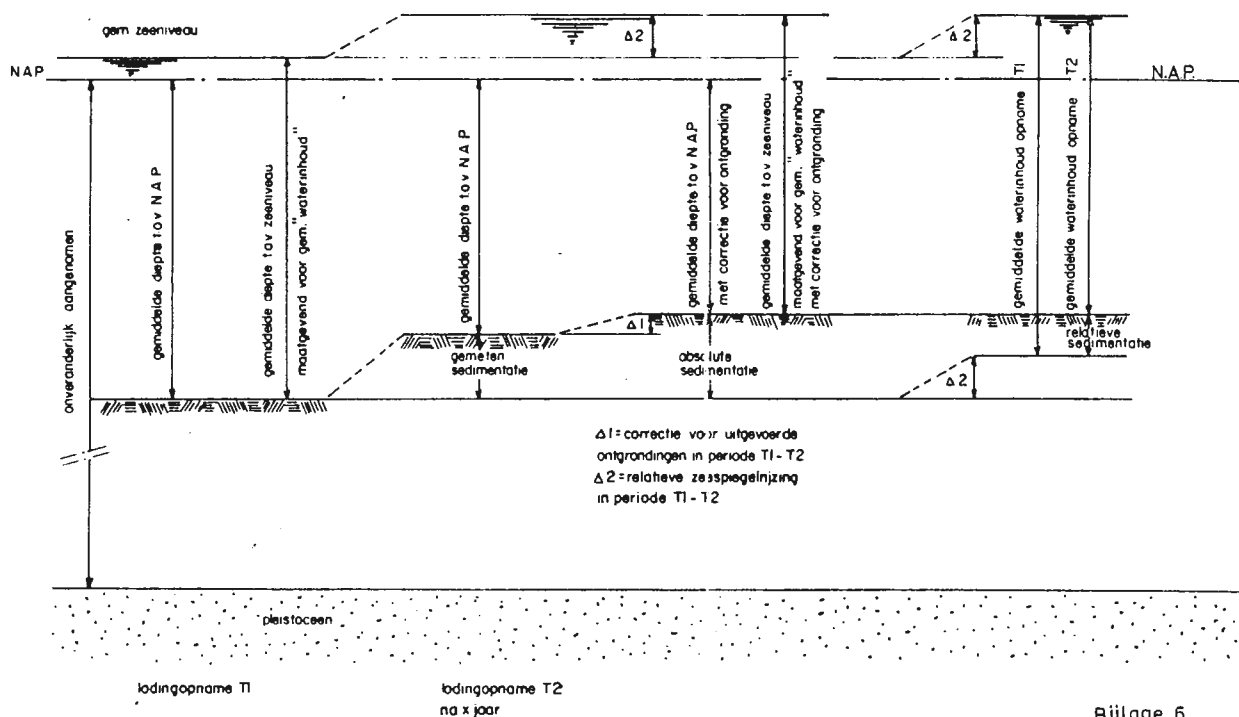 gem. zeeniveau
Δ2
Δ2
N.A.P.
N.A.P.
onveranderlijk aangenomen
gemiddelde diepte t.o.v NAP
gemiddelde diepte t.o.v zeeniveau
maatgevend voor gem. "waterinhoud"
gemiddelde diepte t.o.v NAP
gemiddelde diepte t.o.v N.A.P.
met correctie voor ontgronding
gemiddelde diepte t.o.v zeeniveau
maatgevend voor gem. "waterinhoud"
met correctie voor ontgronding
gemiddelde waterinhoud opname T1
gemiddelde waterinhoud opname T2
Δ1
gemeten
sedimentatie
absolute
sedimentatie
relatieve
sedimentatie
Δ2
Δ1=correctie voor uitgevoerde
ontgrondingen in periode T1-T2
Δ2=relatieve zeespiegelrijzing
in periode T1-T2
pleistoceen
lodingopname T1
lodingopname T2
na x jaar
Bijlage 6